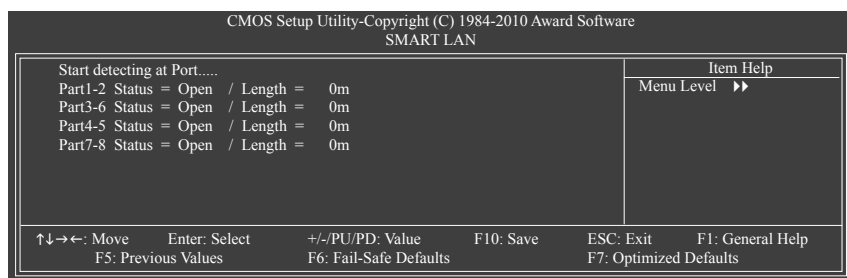 CMOS Setup Utility-Copyright (C) 1984-2010 Award Software
SMART LAN
Start detecting at Port.....
Part1-2 Status = Open / Length = 0m
Part3-6 Status = Open / Length = 0m
Part4-5 Status = Open / Length = 0m
Part7-8 Status = Open / Length = 0m
Item Help
Menu Level ▶▶
↑↓→←: Move Enter: Select +/-/PU/PD: Value F10: Save ESC: Exit F1: General Help
F5: Previous Values F6: Fail-Safe Defaults F7: Optimized Defaults